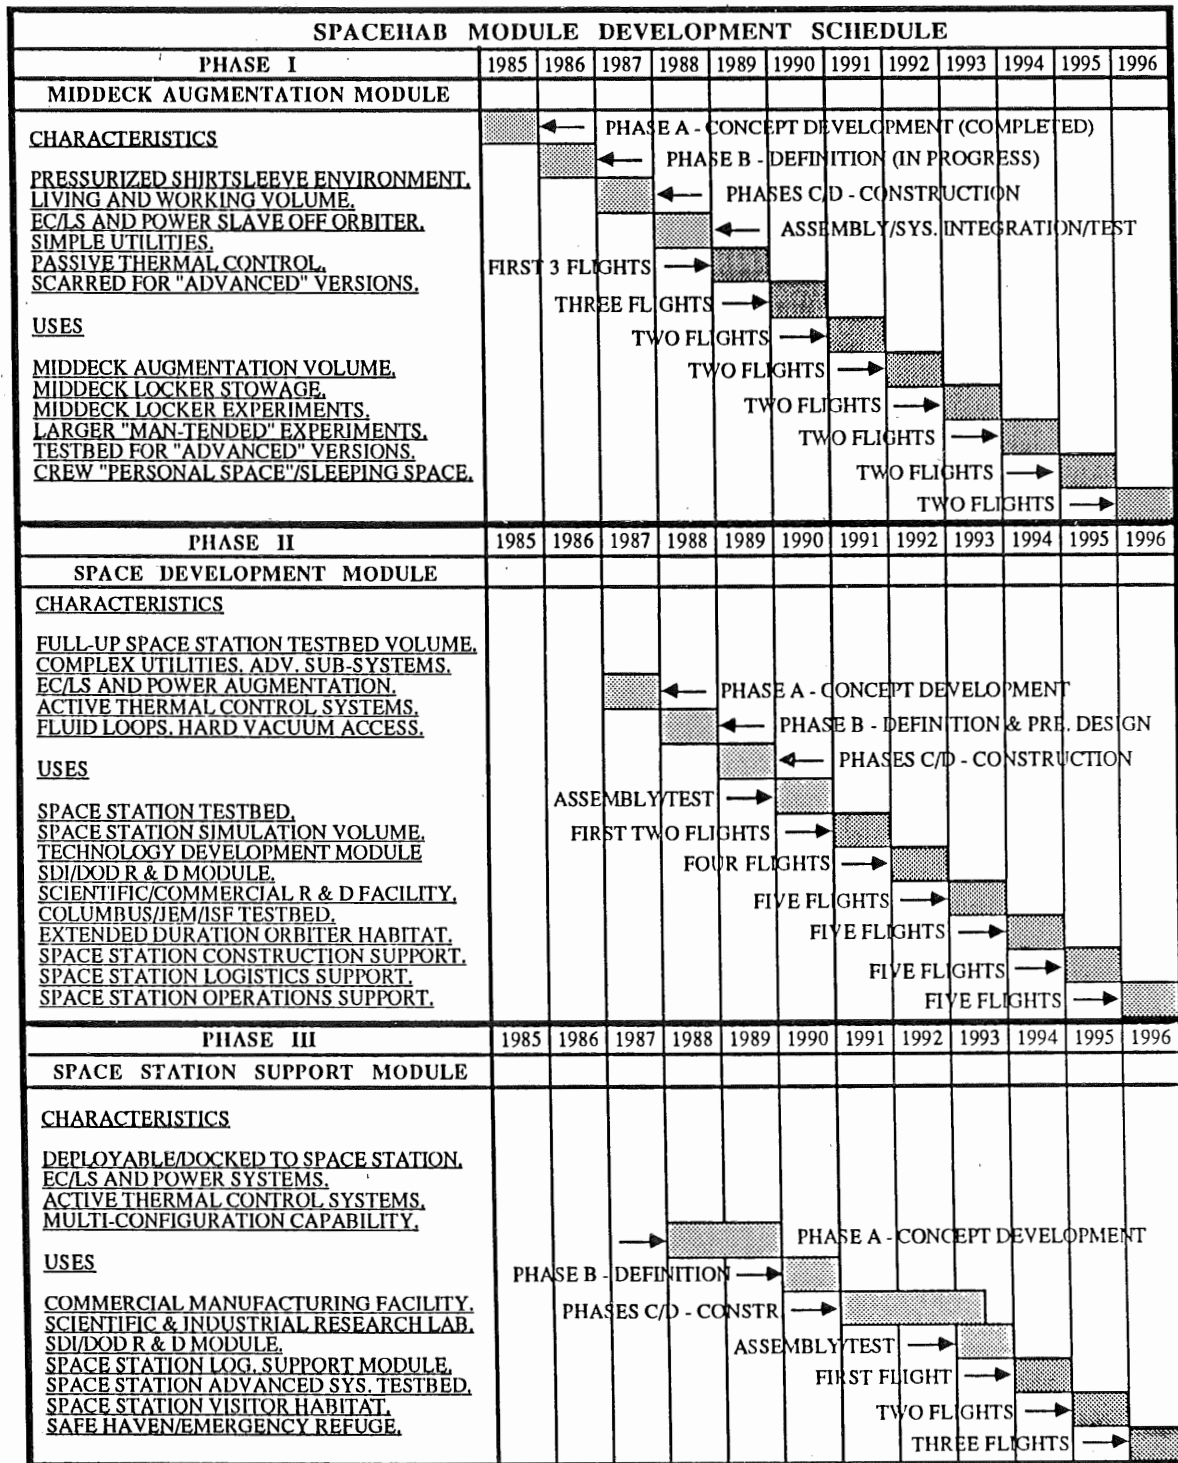 SPACEHAB MODULE DEVELOPMENT SCHEDULE
PHASE I 1985 1986 1987 1988 1989 1990 1991 1992 1993 1994 1995 1996
MIDDECK AUGMENTATION MODULE
PHASE A - CONCEPT DEVELOPMENT (COMPLETED)
CHARACTERISTICS
PHASE B - DEFINITION (IN PROGRESS)
PRESSURIZED SHIRTSLEEVE ENVIRONMENT.
LIVING AND WORKING VOLUME.
PHASES C/D - CONSTRUCTION
EC/LS AND POWER SLAVE OFF ORBITER.
ASSEMBLY/SYS. INTEGRATION/TEST
SIMPLE UTILITIES.
PASSIVE THERMAL CONTROL.
FIRST 3 FLIGHTS
SCARRED FOR "ADVANCED" VERSIONS.
THREE FLIGHTS
USES
TWO FLIGHTS
MIDDECK AUGMENTATION VOLUME.
TWO FLIGHTS
MIDDECK LOCKER STOWAGE.
MIDDECK LOCKER EXPERIMENTS.
TWO FLIGHTS
LARGER "MAN-TENDED" EXPERIMENTS.
TWO FLIGHTS
TESTBED FOR "ADVANCED" VERSIONS.
CREW "PERSONAL SPACE"/SLEEPING SPACE.
TWO FLIGHTS
TWO FLIGHTS
PHASE II 1985 1986 1987 1988 1989 1990 1991 1992 1993 1994 1995 1996
SPACE DEVELOPMENT MODULE
CHARACTERISTICS
FULL-UP SPACE STATION TESTBED VOLUME.
COMPLEX UTILITIES. ADV. SUB-SYSTEMS.
EC/LS AND POWER AUGMENTATION.
PHASE A - CONCEPT DEVELOPMENT
ACTIVE THERMAL CONTROL SYSTEMS.
FLUID LOOPS. HARD VACUUM ACCESS.
PHASE B - DEFINITION & PRE. DESIGN
USES
PHASES C/D - CONSTRUCTION
ASSEMBLY/TEST
SPACE STATION TESTBED.
SPACE STATION SIMULATION VOLUME.
FIRST TWO FLIGHTS
TECHNOLOGY DEVELOPMENT MODULE
FOUR FLIGHTS
SDI/DOD R & D MODULE.
SCIENTIFIC/COMMERCIAL R & D FACILITY.
FIVE FLIGHTS
COLUMBUS/JEM/ISF TESTBED.
EXTENDED DURATION ORBITER HABITAT.
FIVE FLIGHTS
SPACE STATION CONSTRUCTION SUPPORT.
SPACE STATION LOGISTICS SUPPORT.
FIVE FLIGHTS
SPACE STATION OPERATIONS SUPPORT.
FIVE FLIGHTS
PHASE III 1985 1986 1987 1988 1989 1990 1991 1992 1993 1994 1995 1996
SPACE STATION SUPPORT MODULE
CHARACTERISTICS
DEPLOYABLE/DOCKED TO SPACE STATION.
EC/LS AND POWER SYSTEMS.
ACTIVE THERMAL CONTROL SYSTEMS.
MULTI-CONFIGURATION CAPABILITY.
PHASE A - CONCEPT DEVELOPMENT
USES
PHASE B - DEFINITION
COMMERCIAL MANUFACTURING FACILITY.
PHASES C/D - CONSTR.
SCIENTIFIC & INDUSTRIAL RESEARCH LAB.
SDI/DOD R & D MODULE.
ASSEMBLY/TEST
SPACE STATION LOG. SUPPORT MODULE.
FIRST FLIGHT
SPACE STATION ADVANCED SYS. TESTBED.
SPACE STATION VISITOR HABITAT.
TWO FLIGHTS
SAFE HAVEN/EMERGENCY REFUGE.
THREE FLIGHTS